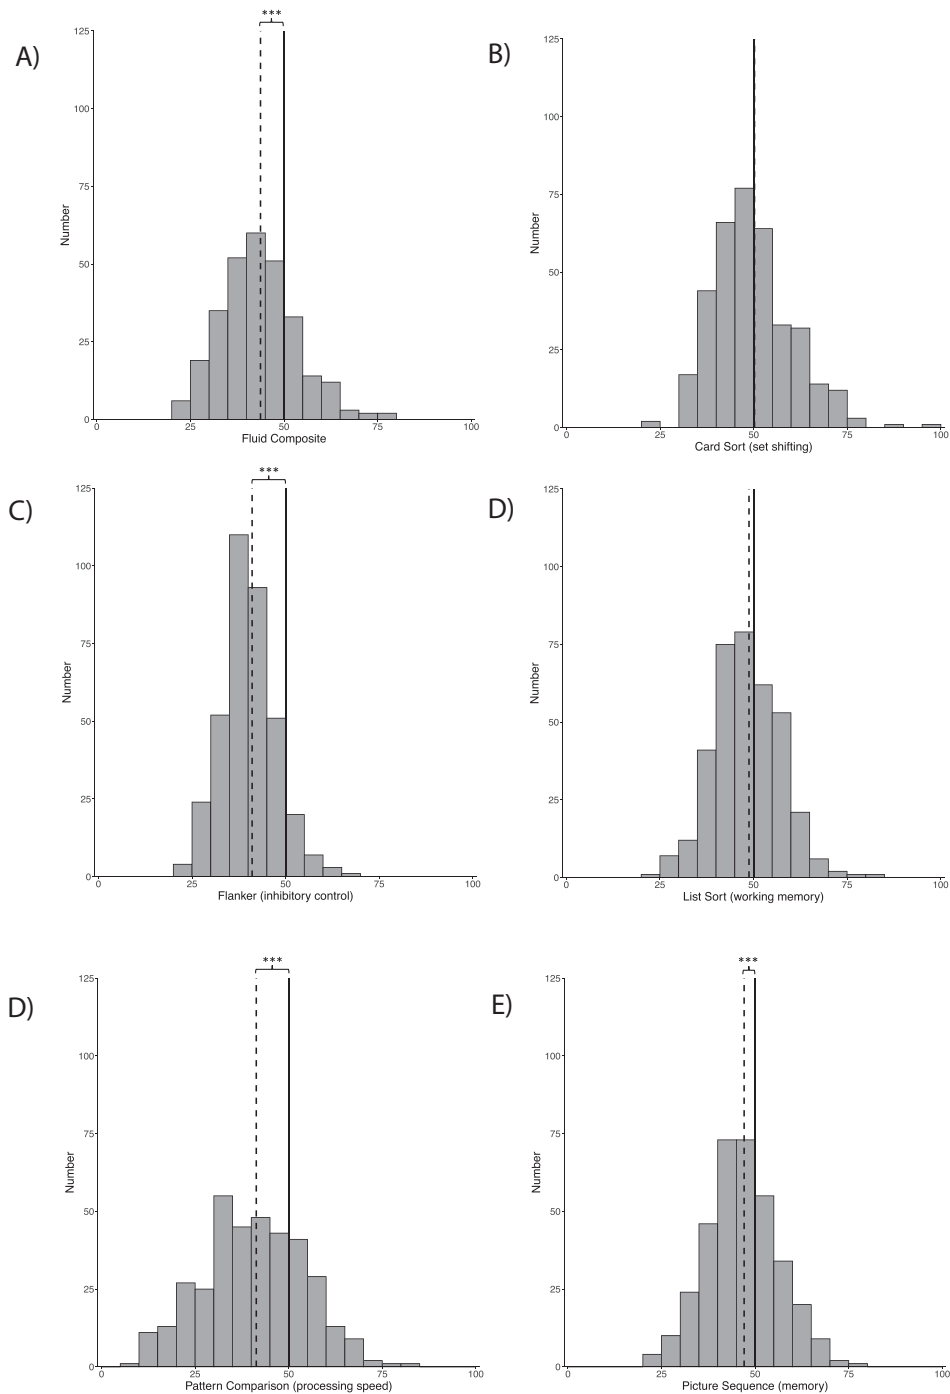 ***
A)
125
100
75
50
25
0
Number
0 25 50 75 100
Fluid Composite
B)
125
100
75
50
25
0
Number
0 25 50 75 100
Card Sort (set shifting)
***
C)
125
100
75
50
25
0
Number
0 25 50 75 100
Flanker (inhibitory control)
D)
125
100
75
50
25
0
Number
0 25 50 75 100
List Sort (working memory)
***
D)
125
100
75
50
25
0
Number
0 25 50 75 100
Pattern Comparison (processing speed)
***
E)
125
100
75
50
25
0
Number
0 25 50 75 100
Picture Sequence (memory)